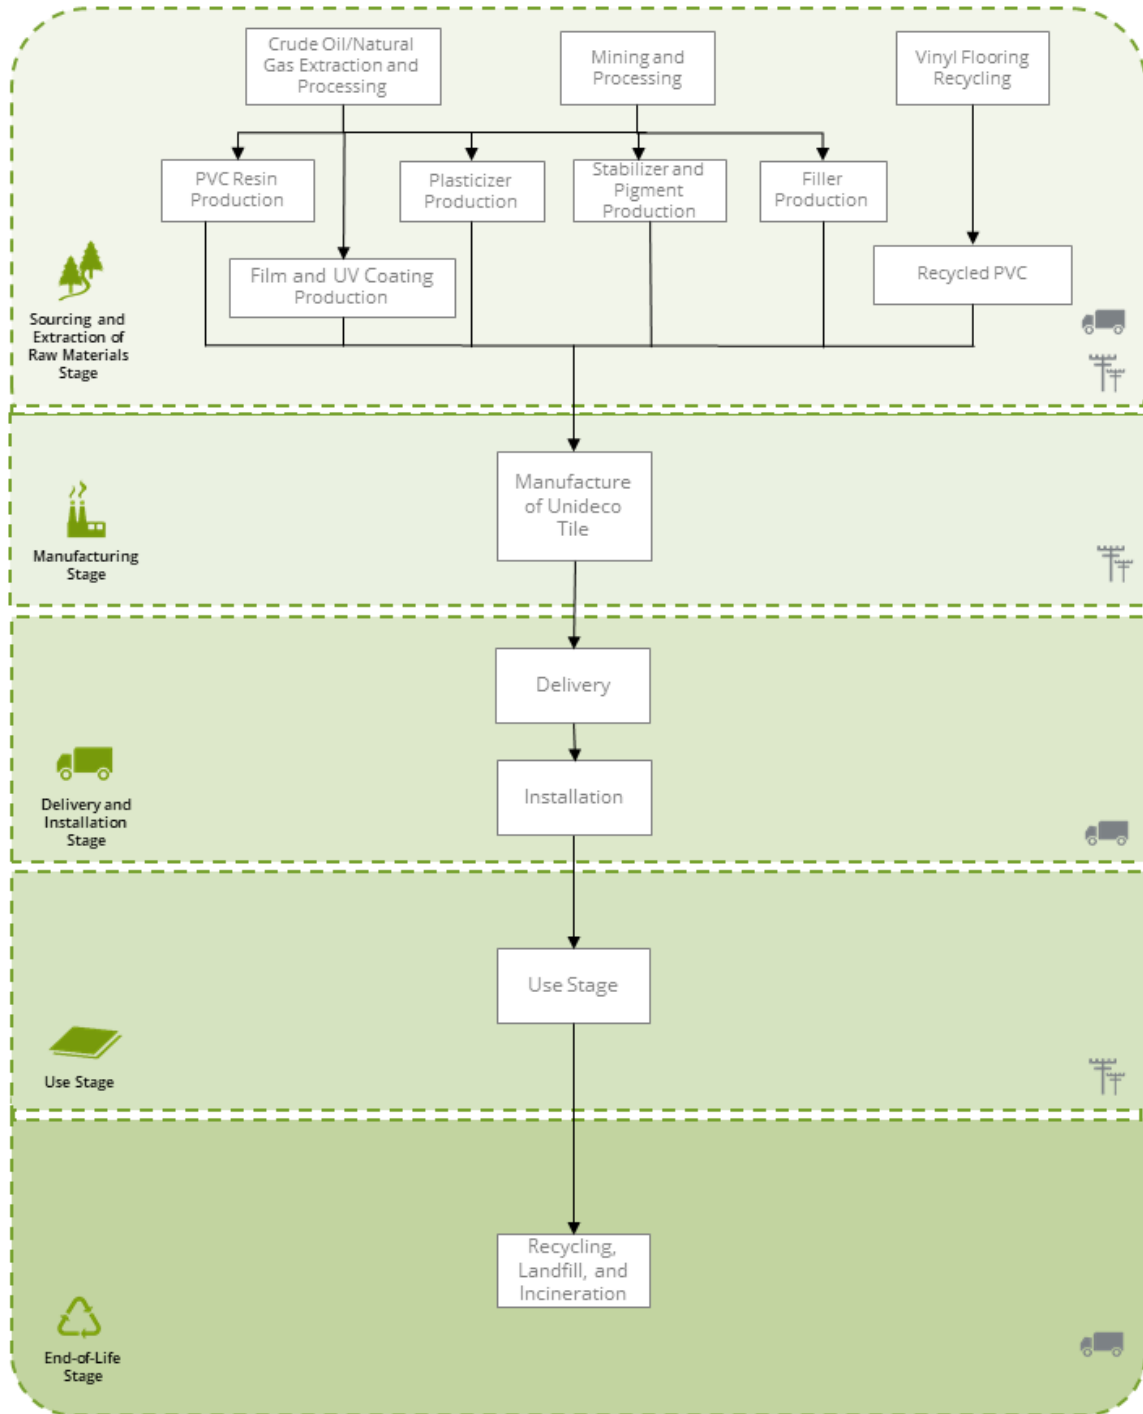 Crude Oil/Natural
Gas Extraction and
Processing
Mining and
Processing
Vinyl Flooring
Recycling
PVC Resin
Production
Plasticizer
Production
Stabilizer and
Pigment
Production
Filler
Production
Film and UV Coating
Production
Recycled PVC
Sourcing and
Extraction of
Raw Materials
Stage
Manufacture
of Unideco
Tile
Manufacturing
Stage
Delivery
Installation
Delivery and
Installation
Stage
Use Stage
Use Stage
Recycling,
Landfill, and
Incineration
End-of-Life
Stage